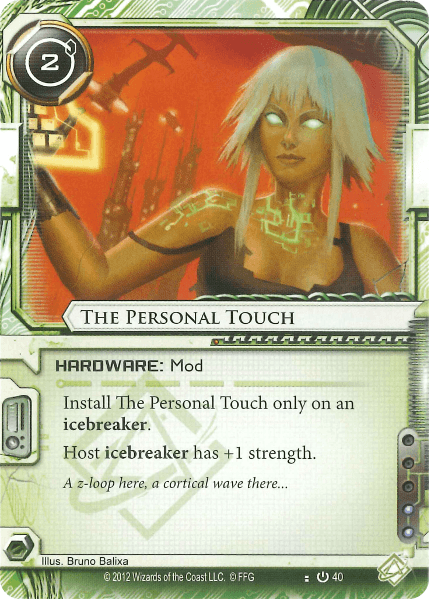 2
THE PERSONAL TOUCH
HARDWARE: Mod
Install The Personal Touch only on an
icebreaker.
Host icebreaker has +1 strength.
A z-loop here, a cortical wave there...
Illus. Bruno Balixa
© 2012 Wizards of the Coast LLC. © FFG
40